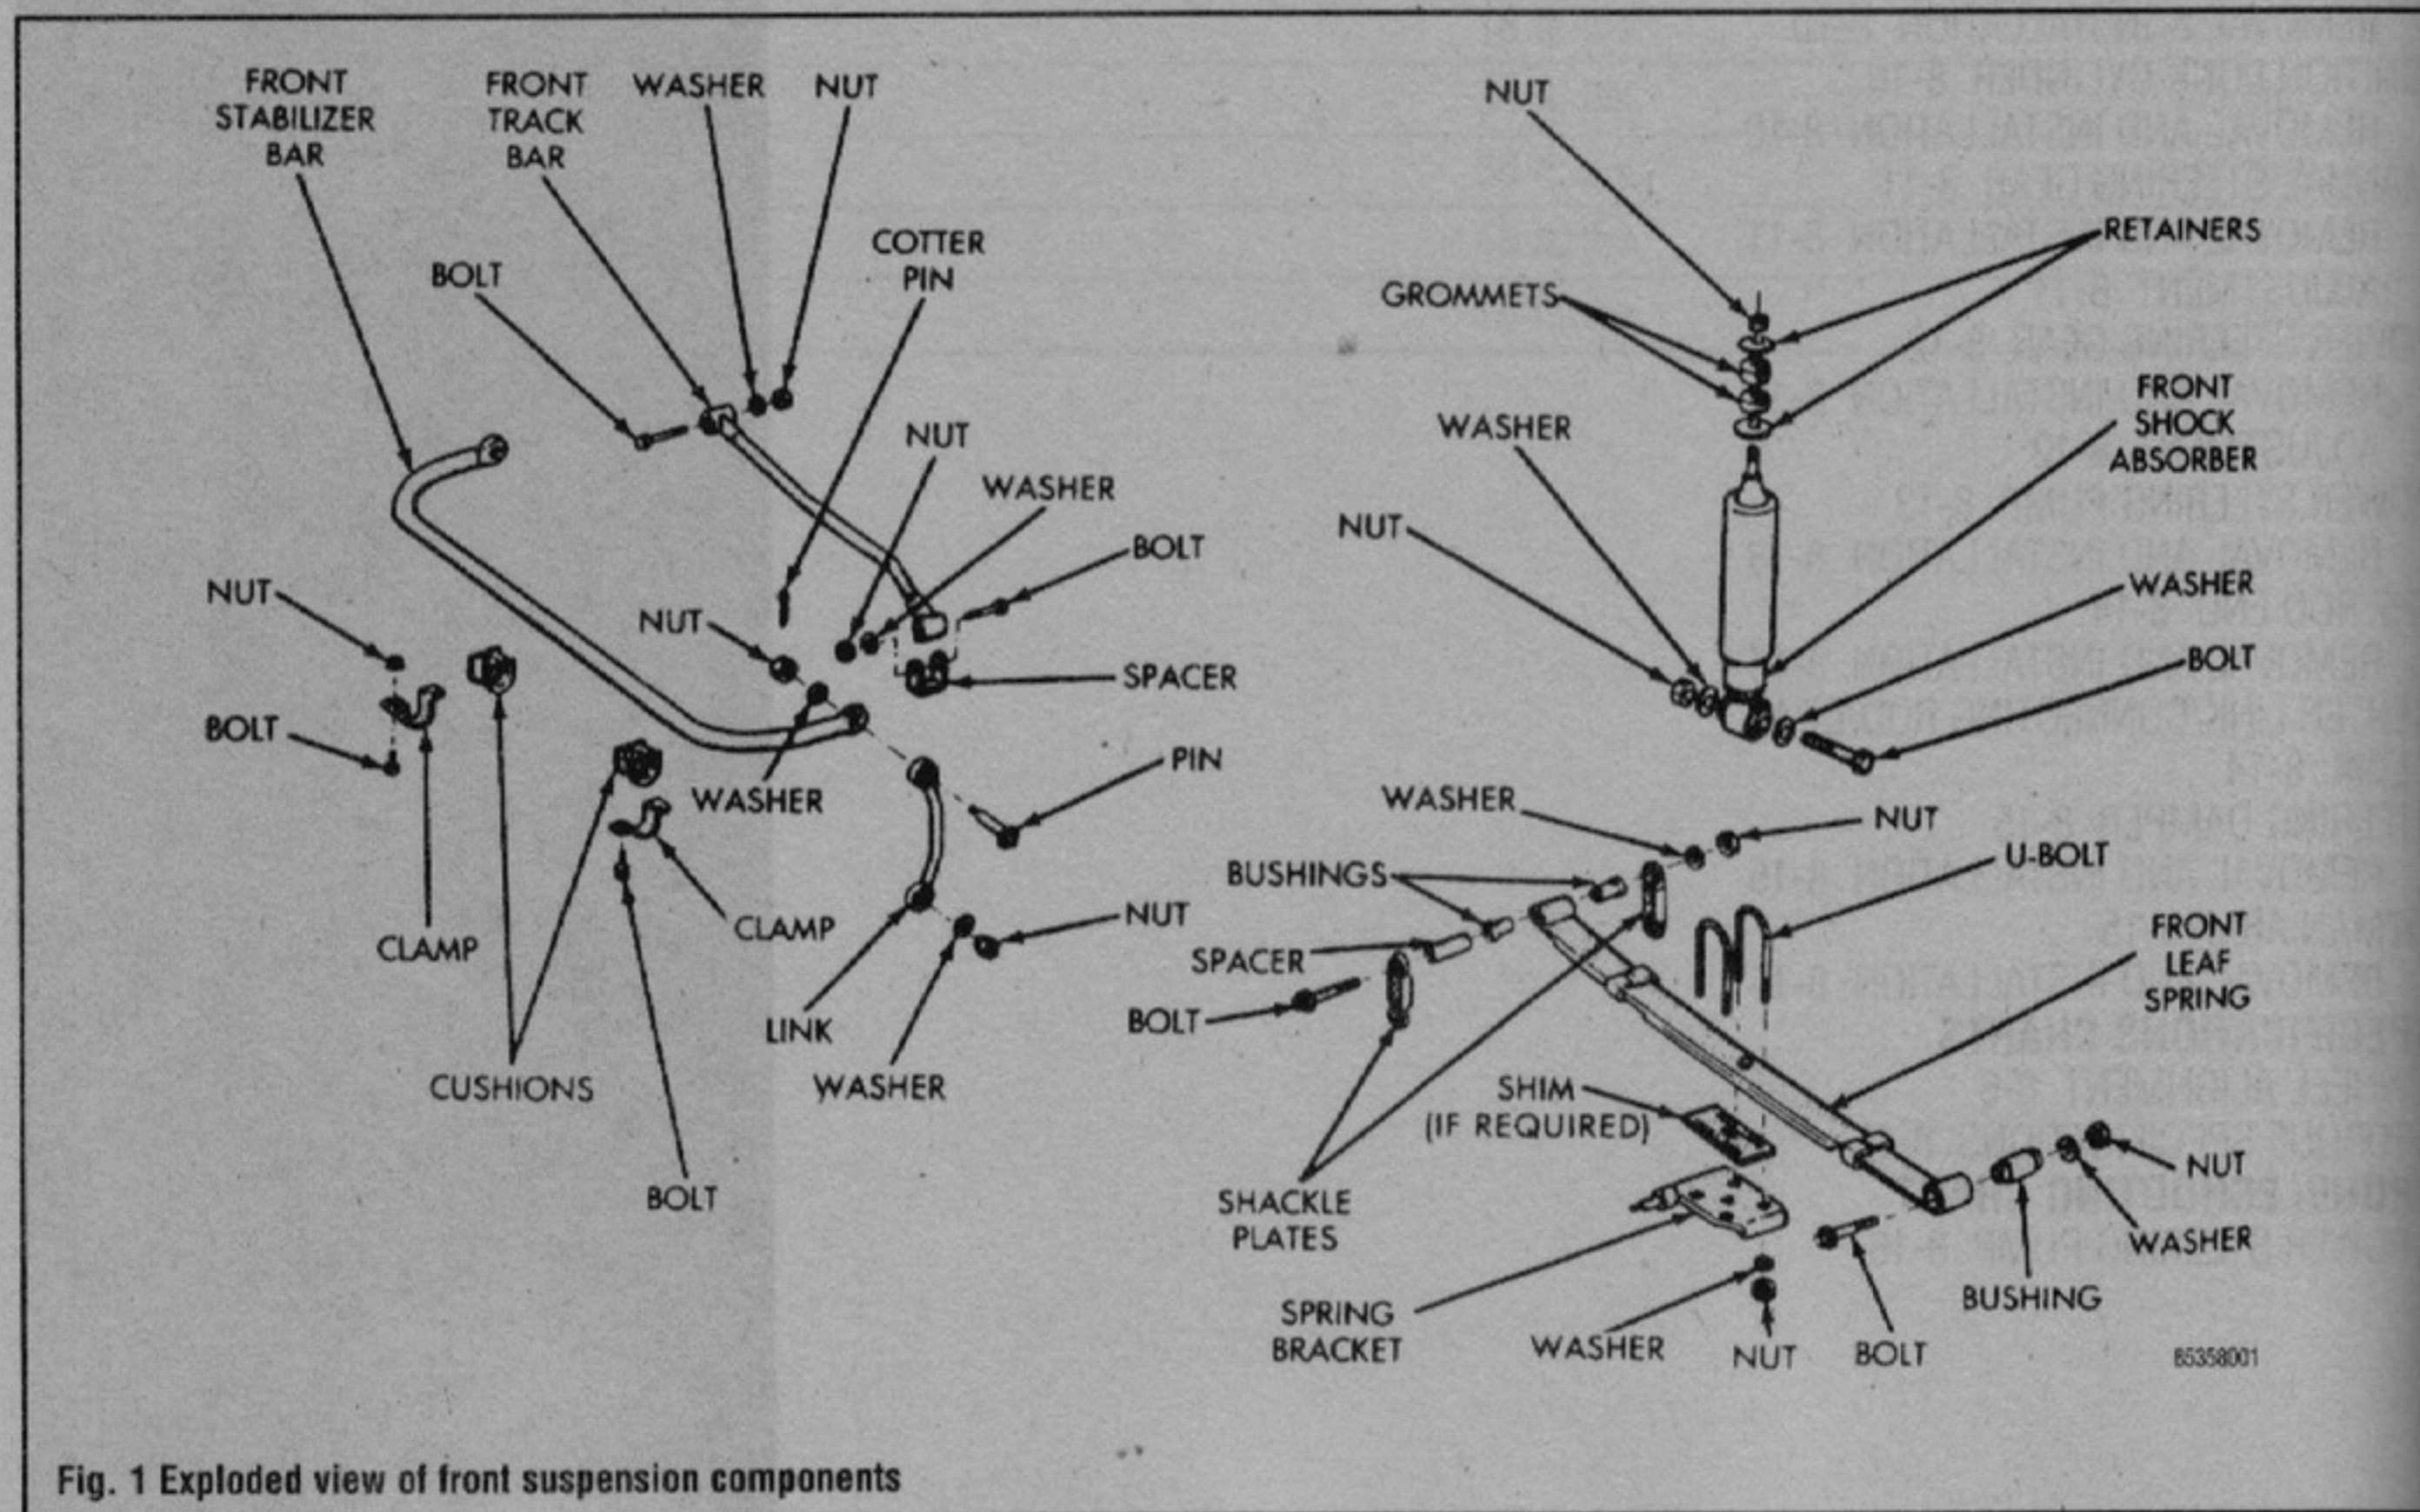 FRONT
STABILIZER
BAR
FRONT
TRACK
BAR
WASHER
NUT
BOLT
COTTER
PIN
NUT
WASHER
BOLT
NUT
NUT
SPACER
BOLT
WASHER
PIN
CLAMP
CLAMP
NUT
LINK
CUSHIONS
WASHER
BOLT
NUT
RETAINERS
GROMMETS
WASHER
FRONT
SHOCK
ABSORBER
NUT
WASHER
BOLT
WASHER
NUT
U-BOLT
BUSHINGS
SPACER
BOLT
FRONT
LEAF
SPRING
SHIM
(IF REQUIRED)
SHACKLE
PLATES
NUT
WASHER
BUSHING
SPRING
BRACKET
WASHER
NUT
BOLT
85358001
Fig. 1 Exploded view of front suspension components